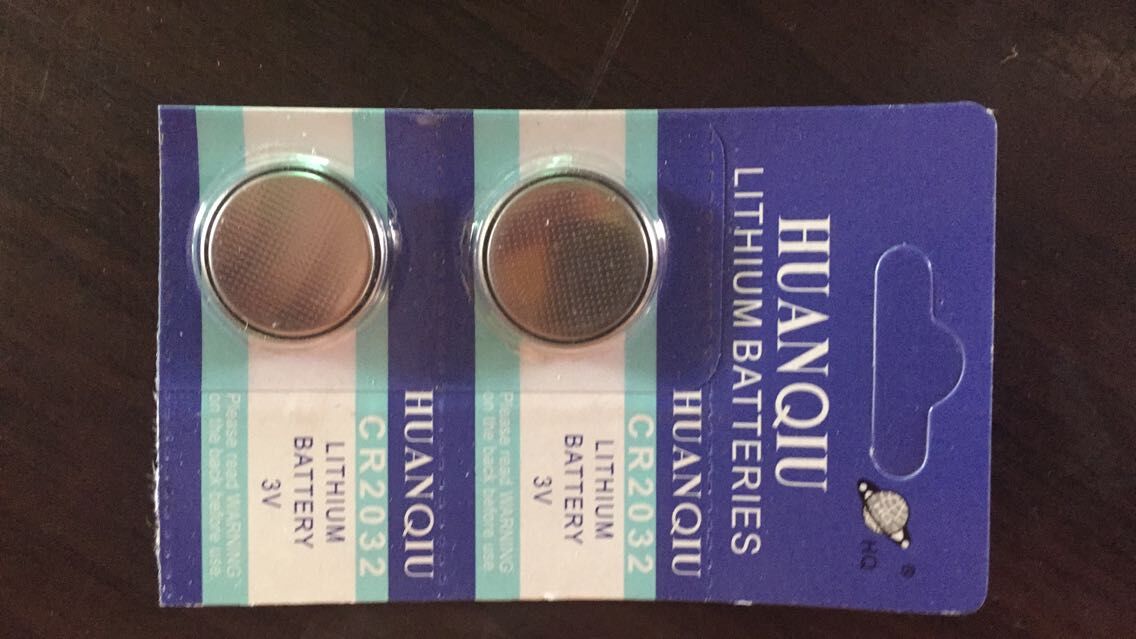 HQ
®
HUANQIU
LITHIUM BATTERIES
HUANQIU
CR2032
LITHIUM
BATTERY
3V
Please read WARNING
on the back before use.
HUANQIU
CR2032
LITHIUM
BATTERY
3V
Please read WARNING
on the back before use.